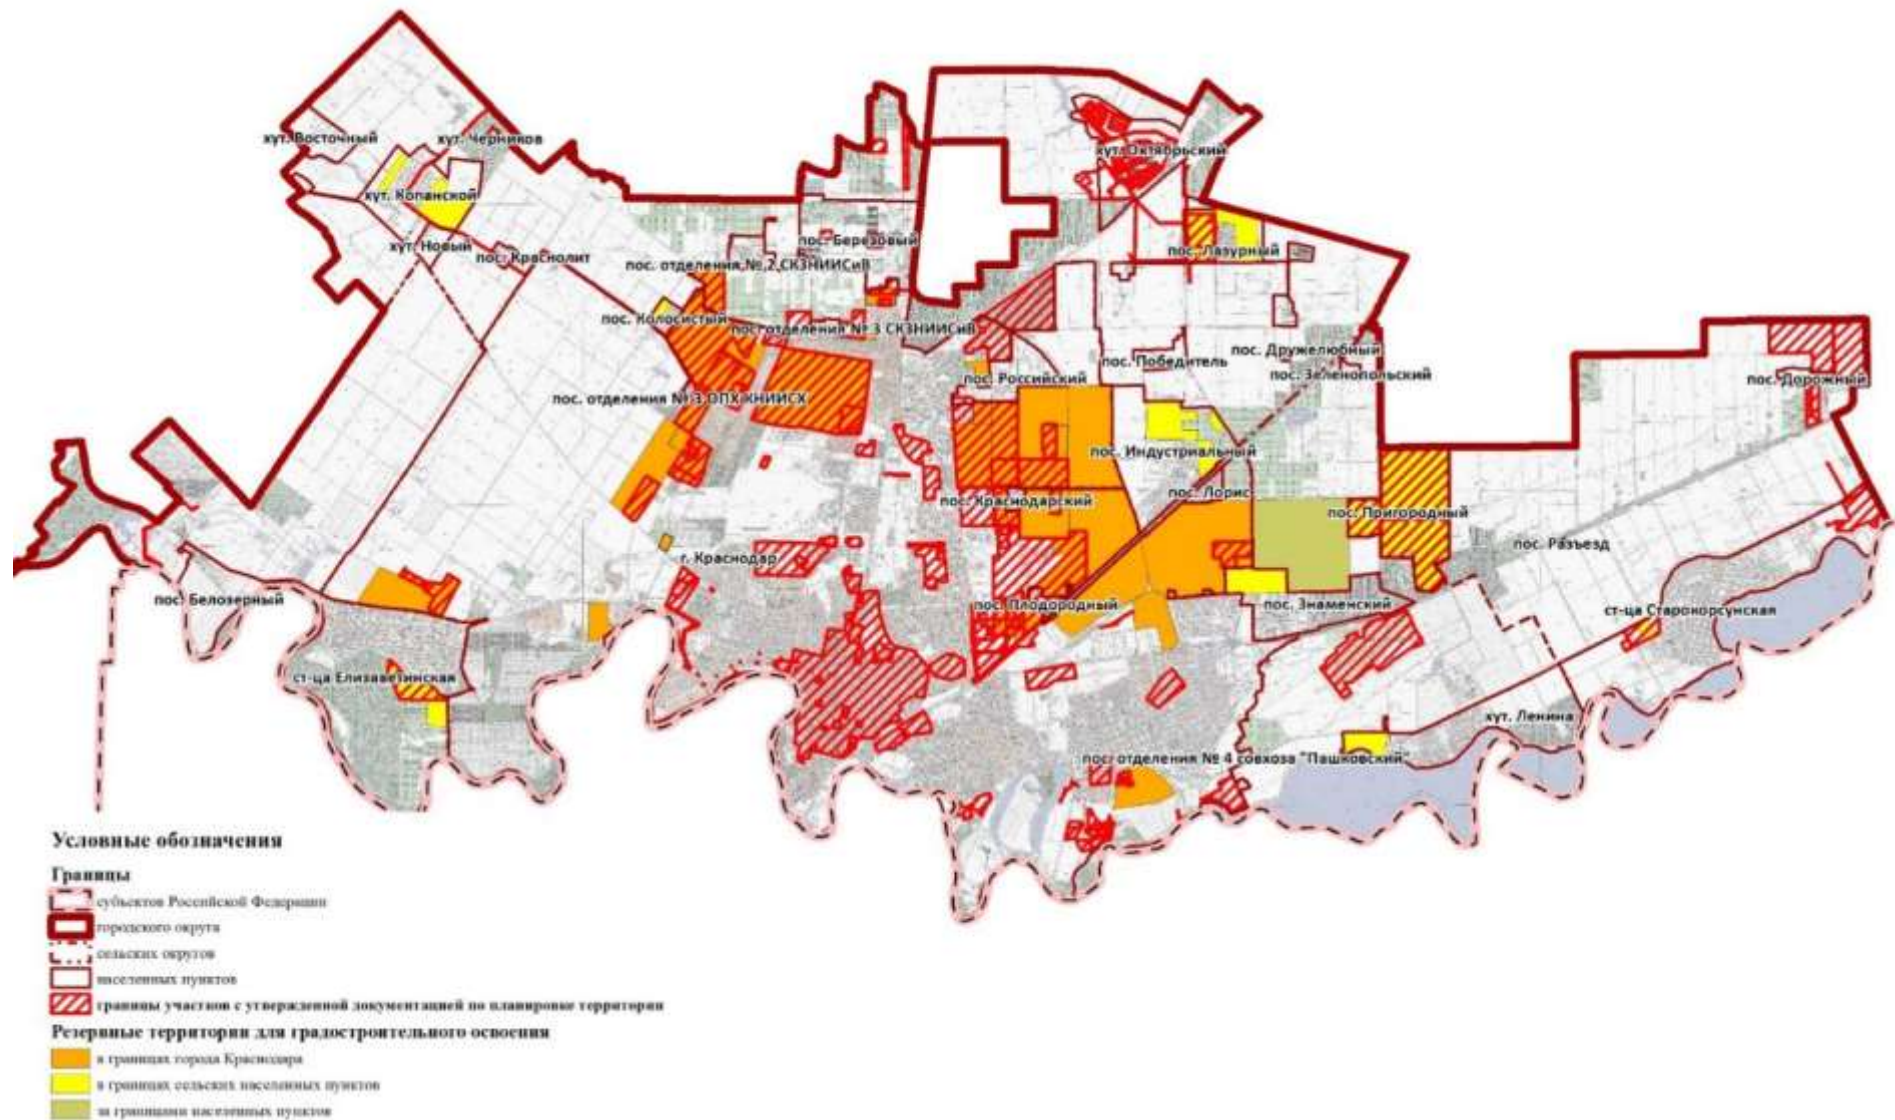 хут. Восточный
хут. Черников
хут. Октябрьский
хут. Копанской
хут. Новый
пос. Краснолит
пос. Березовый
пос. Лазурный
пос. отделения № 2 СКЗНИИСиВ
пос. Колосистый
пос. отделения № 3 СКЗНИИСиВ
пос. Победитель
пос. Дружелюбный
пос. Зеленопольский
пос. Российский
пос. Дорожный
пос. отделения № 3 ОПХ КНИИСХ
пос. Индустриальный
пос. Краснодарский
пос. Лорис
пос. Пригородный
пос. Разъезд
г. Краснодар
пос. Белозерный
пос. Плодородный
пос. Знаменский
ст-ца Старокорсунская
ст-ца Елизаветинская
хут. Ленина
пос. отделения № 4 совхоза "Пашковский"
Условные обозначения
Границы
субъектов Российской Федерации
городского округа
сельских округов
населенных пунктов
границы участков с утвержденной документацией по планировке территории
Резервные территории для градостроительного освоения
в границах города Краснодара
в границах сельских населенных пунктов
за границами населенных пунктов